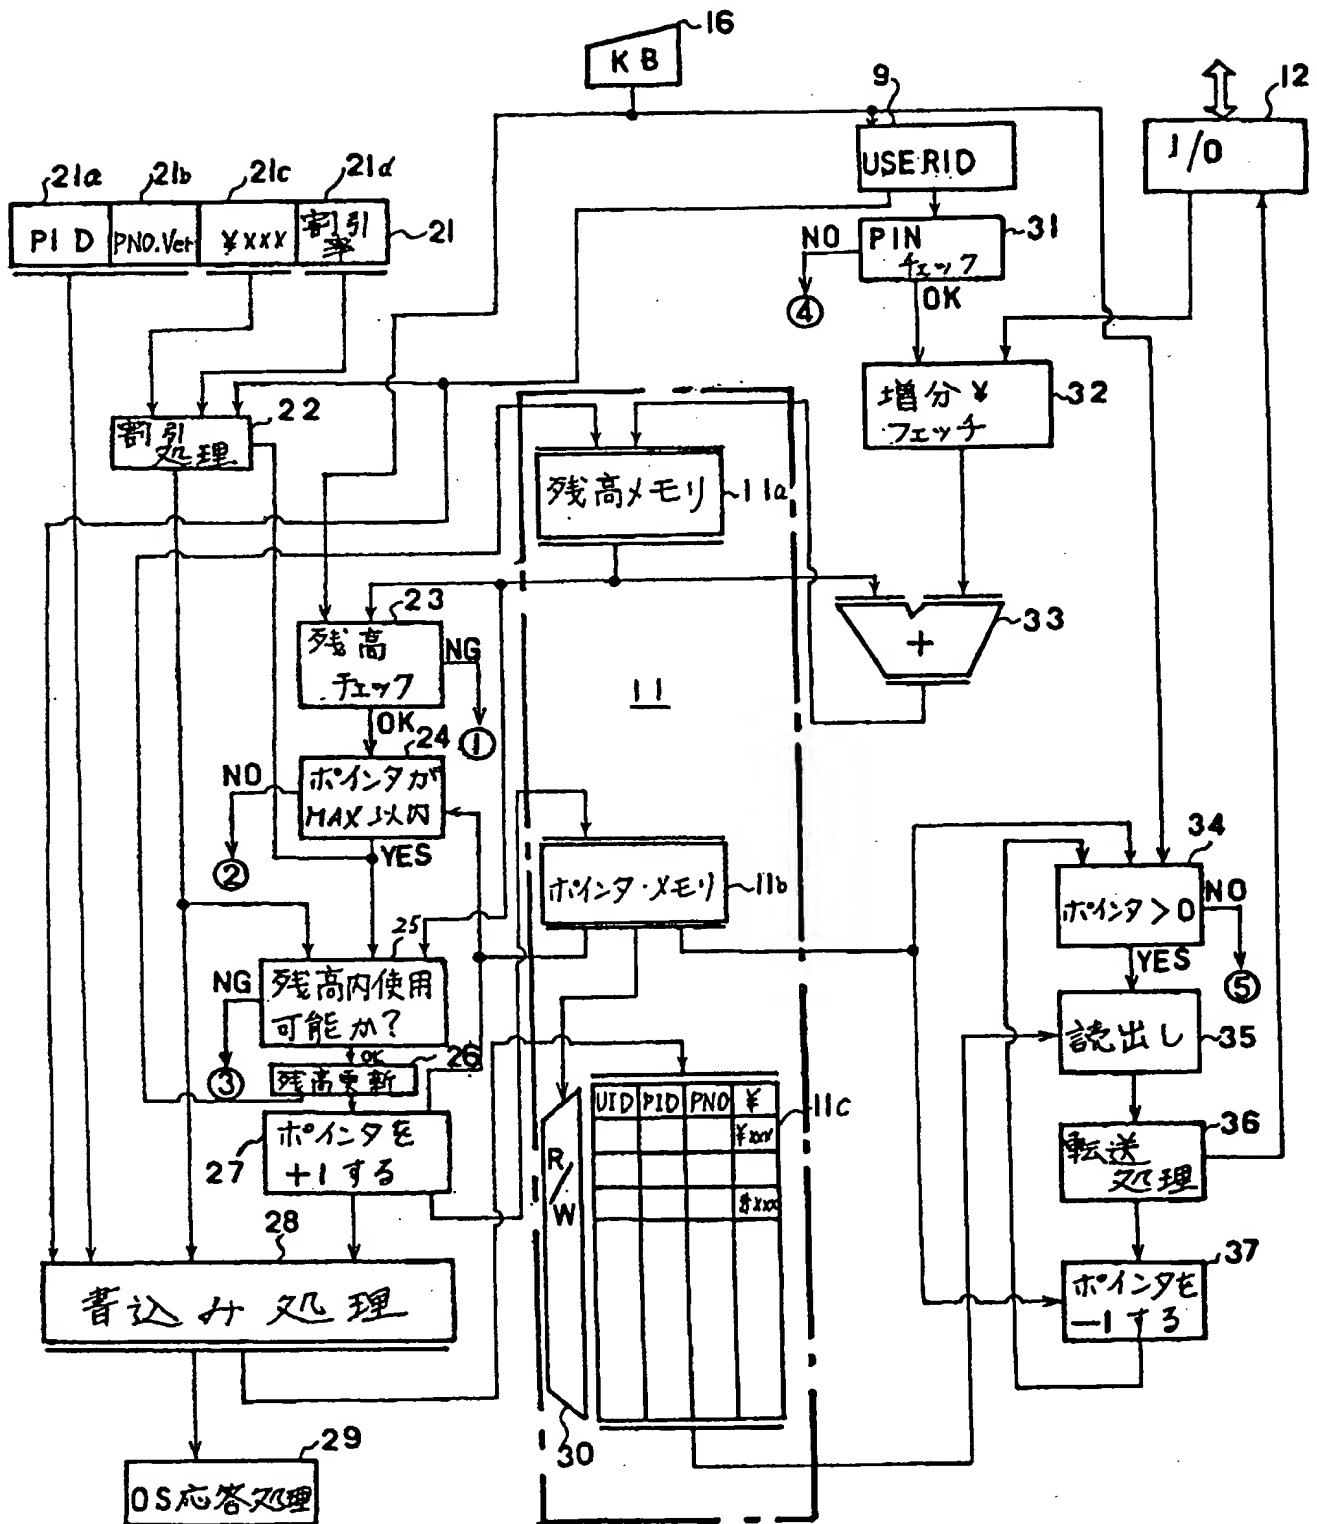 16
KB
9
12
USERID
I/O
21a
21b
21c
21d
PID
PNO.Ver
¥xxx
割引
率
21
NO
PIN
チェック
31
④
OK
増分¥
フェッチ
32
割引
処理
22
残高メモリ
11a
23
残高
チェック
NG
①
+
33
11
OK
24
ポインタが
MAX以内
NO
②
YES
ポインタ・メモリ
11b
34
ポインタ>0
NO
⑤
YES
25
残高内使用
可能か?
NG
③
OK
26
残高更新
読出し
35
27
ポインタを
+1する
R/W
UID
PID
PNO
¥
11c
¥xxx
$xxx
転送
処理
36
28
書込み処理
37
ポインタを
−1する
30
29
OS応答処理